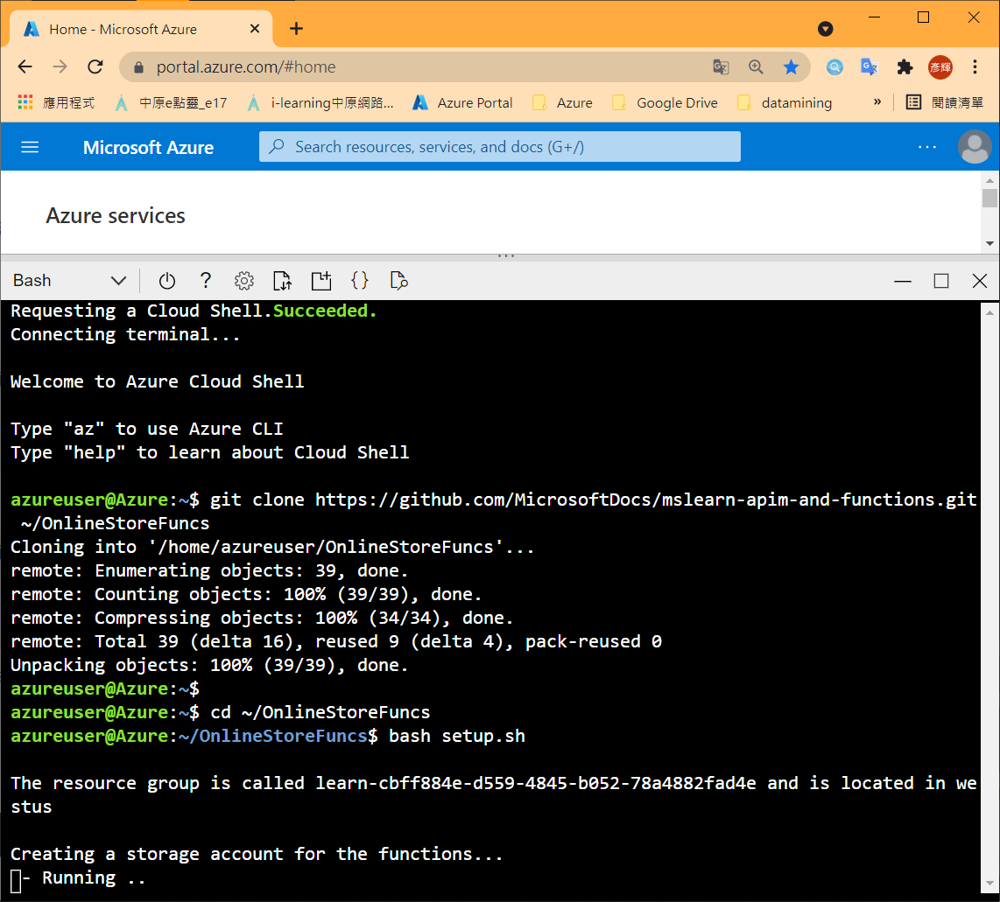 Home - Microsoft Azure
portal.azure.com/#home
彥輝
應用程式 中原e點靈_e17 i-learning中原網路... Azure Portal Azure Google Drive datamining » 閱讀清單
Microsoft Azure Search resources, services, and docs (G+/) ...
Azure services
Bash ? {}
Requesting a Cloud Shell.Succeeded.
Connecting terminal...
Welcome to Azure Cloud Shell
Type "az" to use Azure CLI
Type "help" to learn about Cloud Shell
azureuser@Azure:~$ git clone https://github.com/MicrosoftDocs/mslearn-apim-and-functions.git
~/OnlineStoreFuncs
Cloning into '/home/azureuser/OnlineStoreFuncs'...
remote: Enumerating objects: 39, done.
remote: Counting objects: 100% (39/39), done.
remote: Compressing objects: 100% (34/34), done.
remote: Total 39 (delta 16), reused 9 (delta 4), pack-reused 0
Unpacking objects: 100% (39/39), done.
azureuser@Azure:~$
azureuser@Azure:~$ cd ~/OnlineStoreFuncs
azureuser@Azure:~/OnlineStoreFuncs$ bash setup.sh
The resource group is called learn-cbff884e-d559-4845-b052-78a4882fad4e and is located in we
stus
Creating a storage account for the functions...
- Running ..